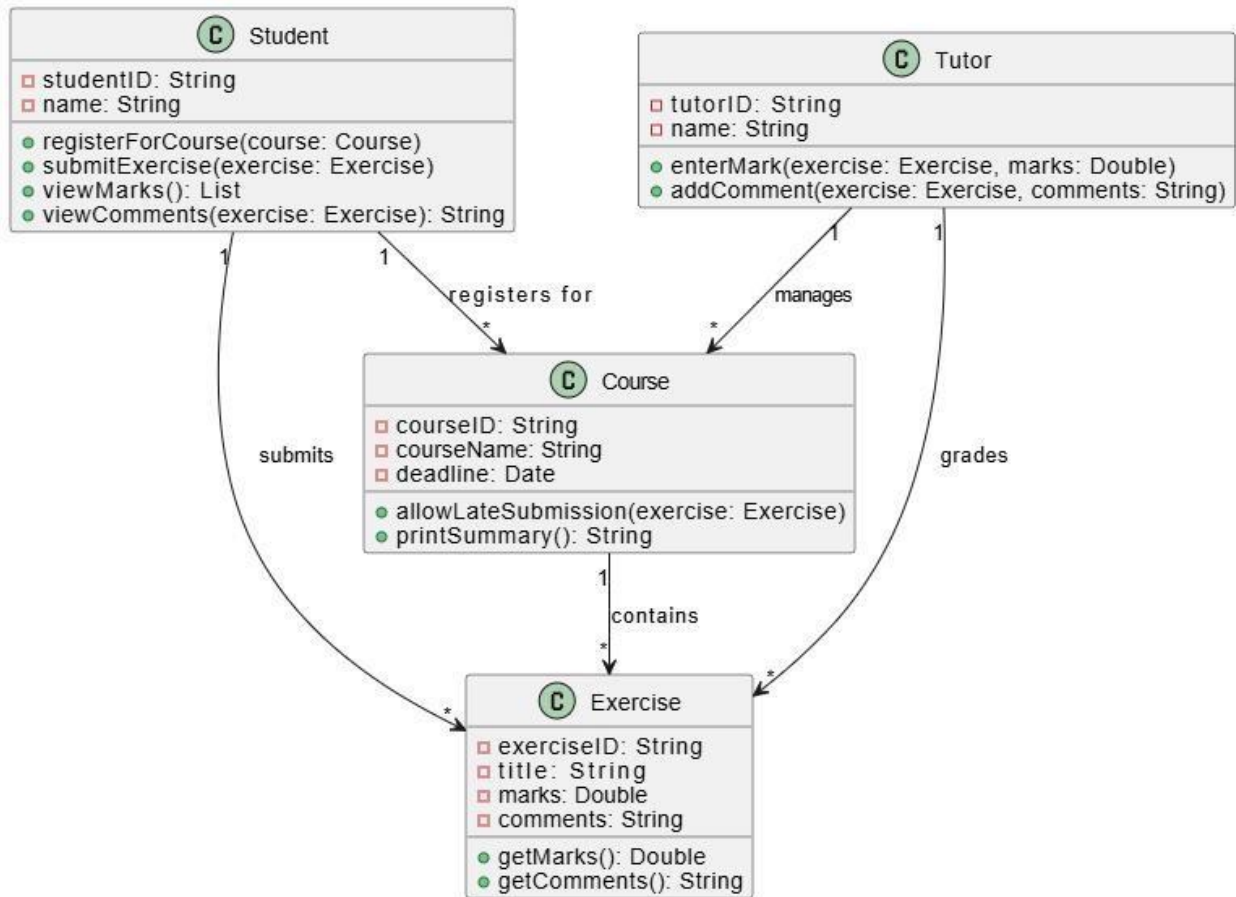 C Student
studentID: String
name: String
registerForCourse(course: Course)
submitExercise(exercise: Exercise)
viewMarks(): List
viewComments(exercise: Exercise): String
C Tutor
tutorID: String
name: String
enterMark(exercise: Exercise, marks: Double)
addComment(exercise: Exercise, comments: String)
1
1
1
1
registers for
manages
*
*
C Course
courseID: String
courseName: String
deadline: Date
allowLateSubmission(exercise: Exercise)
printSummary(): String
submits
grades
1
contains
*
*
*
C Exercise
exerciseID: String
title: String
marks: Double
comments: String
getMarks(): Double
getComments(): String